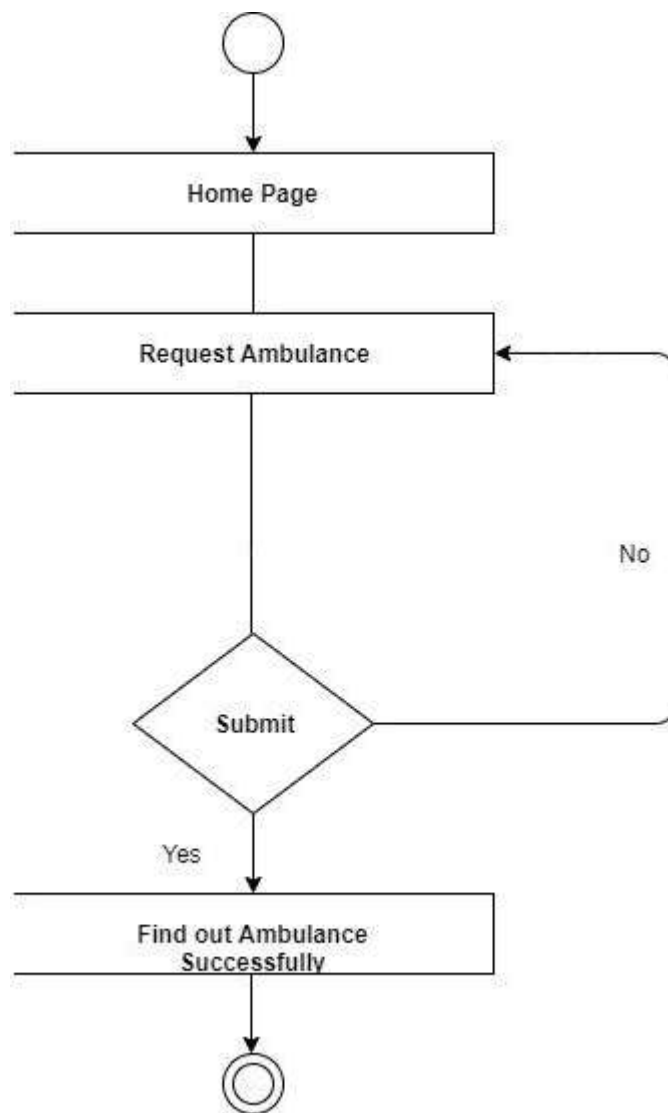 Home Page
Request Ambulance
No
Submit
Yes
Find out Ambulance
Successfully